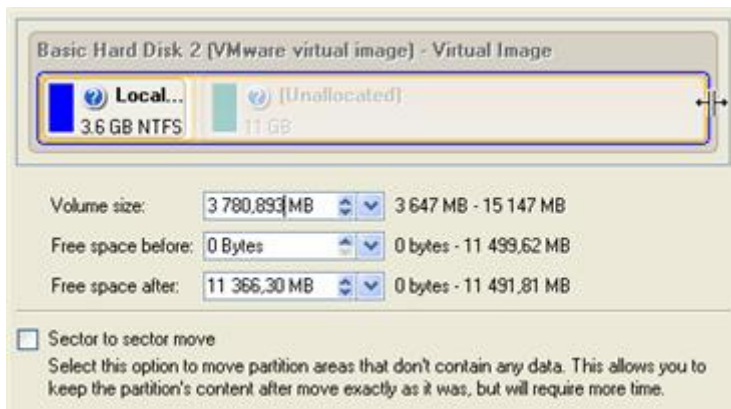 Basic Hard Disk 2 (VMware virtual image) - Virtual Image
Local... (Unallocated)
3.6 GB NTFS 11 GB
Volume size: 3 780,893 MB 3 647 MB - 15 147 MB
Free space before: 0 Bytes 0 bytes - 11 499,62 MB
Free space after: 11 366,30 MB 0 bytes - 11 491,81 MB
Sector to sector move
Select this option to move partition areas that don't contain any data. This allows you to
keep the partition's content after move exactly as it was, but will require more time.